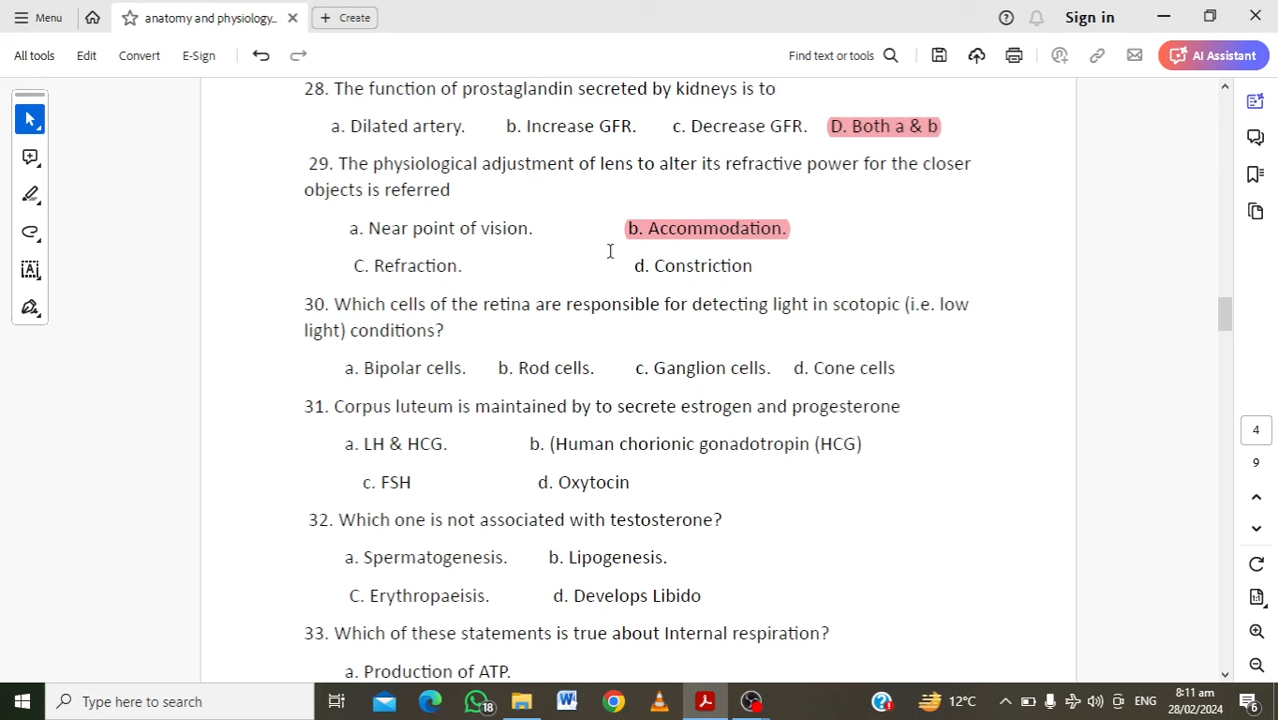 Menu
anatomy and physiology...
Create
Sign in
All tools
Edit
Convert
E-Sign
Find text or tools
AI Assistant
28. The function of prostaglandin secreted by kidneys is to
a. Dilated artery. b. Increase GFR. c. Decrease GFR. D. Both a & b
29. The physiological adjustment of lens to alter its refractive power for the closer
objects is referred
a. Near point of vision. b. Accommodation.
C. Refraction. d. Constriction
30. Which cells of the retina are responsible for detecting light in scotopic (i.e. low
light) conditions?
a. Bipolar cells. b. Rod cells. c. Ganglion cells. d. Cone cells
31. Corpus luteum is maintained by to secrete estrogen and progesterone
a. LH & HCG. b. (Human chorionic gonadotropin (HCG)
c. FSH d. Oxytocin
32. Which one is not associated with testosterone?
a. Spermatogenesis. b. Lipogenesis.
C. Erythropaeisis. d. Develops Libido
33. Which of these statements is true about Internal respiration?
a. Production of ATP.
4
9
Type here to search
18
12°C
ENG
8:11 am
28/02/2024
6